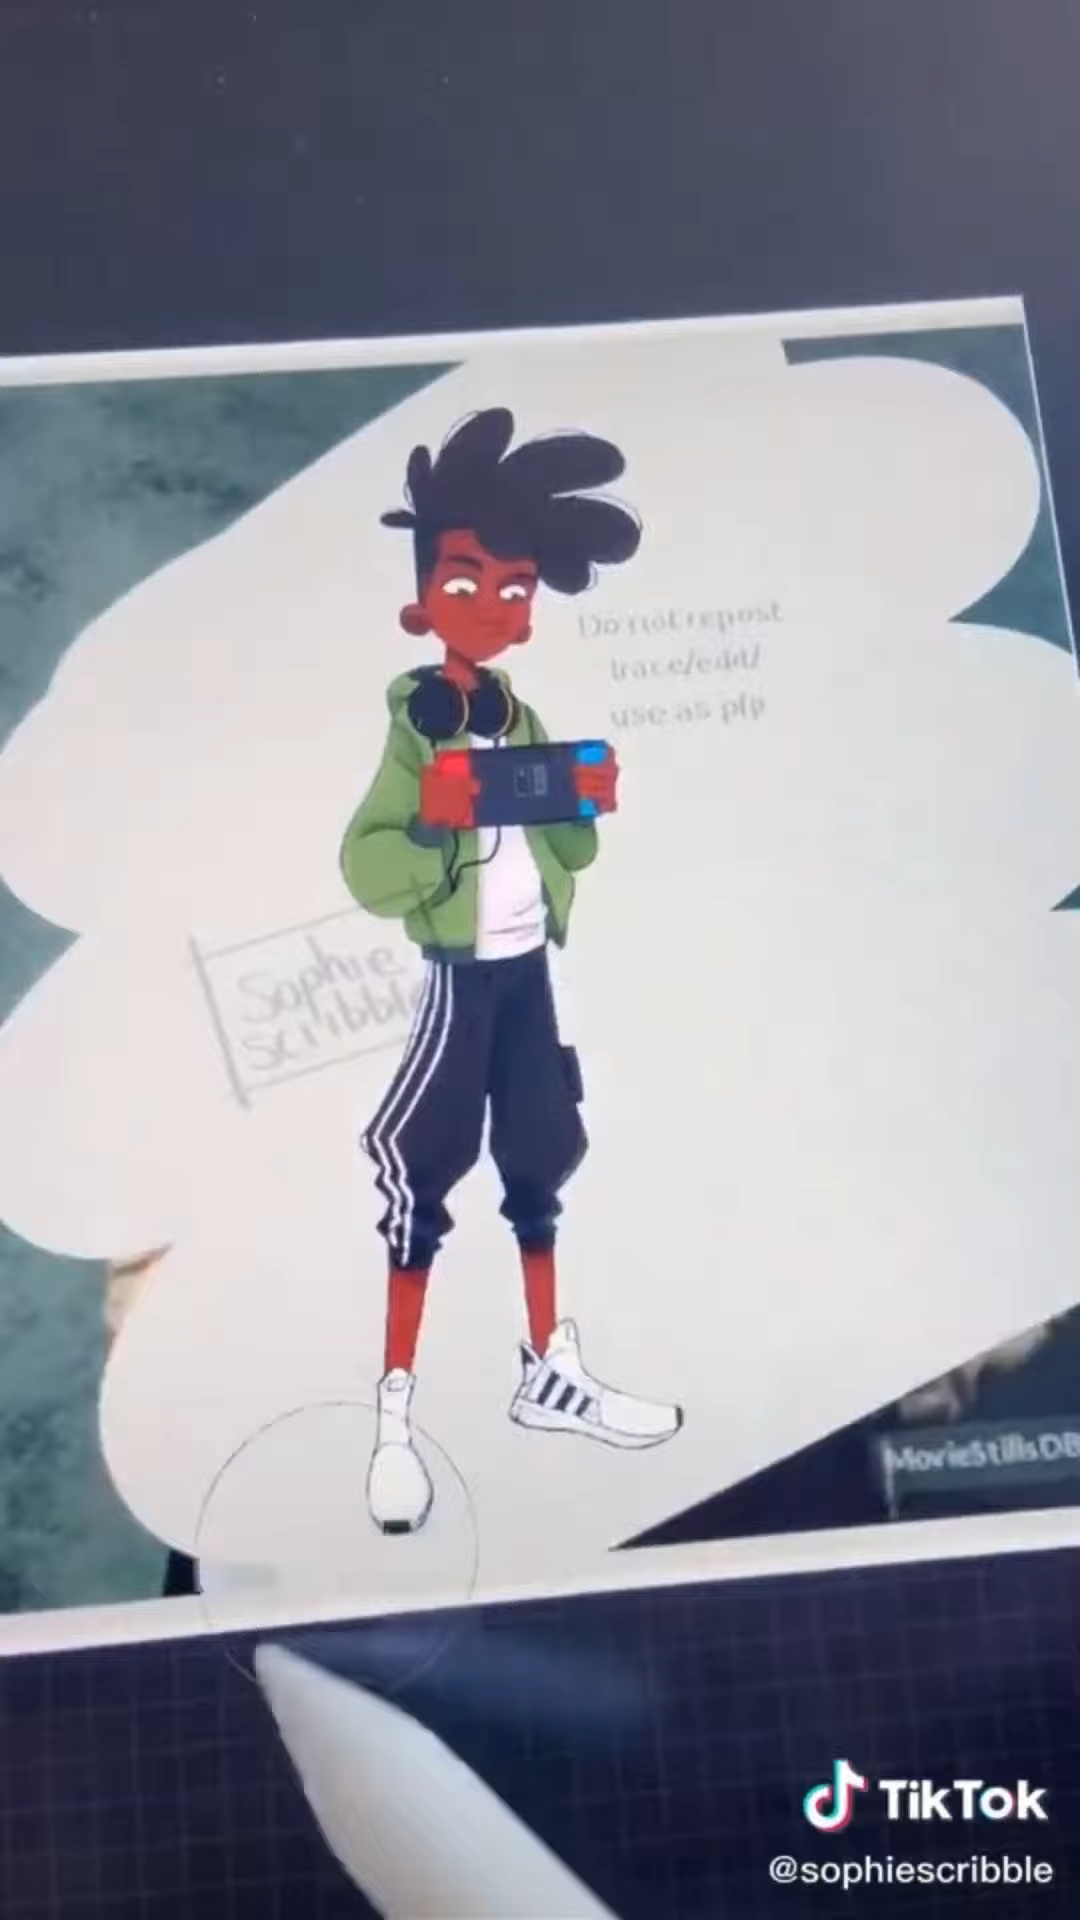 Do not repost
trace/edit/
use as pfp
Sophie
scribble
MovieStillsDB
TikTok
@sophiescribble